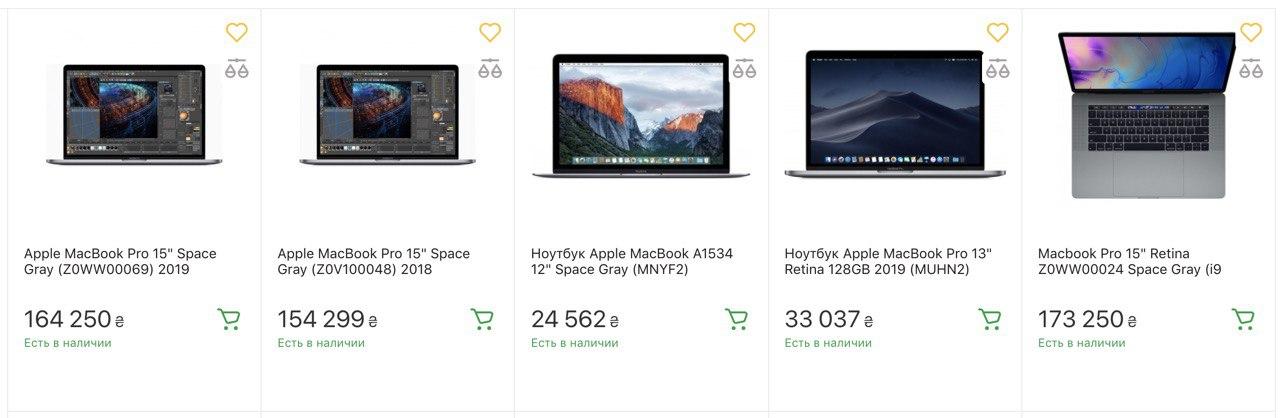 Apple MacBook Pro 15" Space
Gray (Z0WW00069) 2019
164 250 ₴
Есть в наличии
Apple MacBook Pro 15" Space
Gray (Z0V100048) 2018
154 299 ₴
Есть в наличии
Ноутбук Apple MacBook A1534
12" Space Gray (MNYF2)
24 562 ₴
Есть в наличии
Ноутбук Apple MacBook Pro 13"
Retina 128GB 2019 (MUHN2)
33 037 ₴
Есть в наличии
Macbook Pro 15" Retina
Z0WW00024 Space Gray (i9
173 250 ₴
Есть в наличии